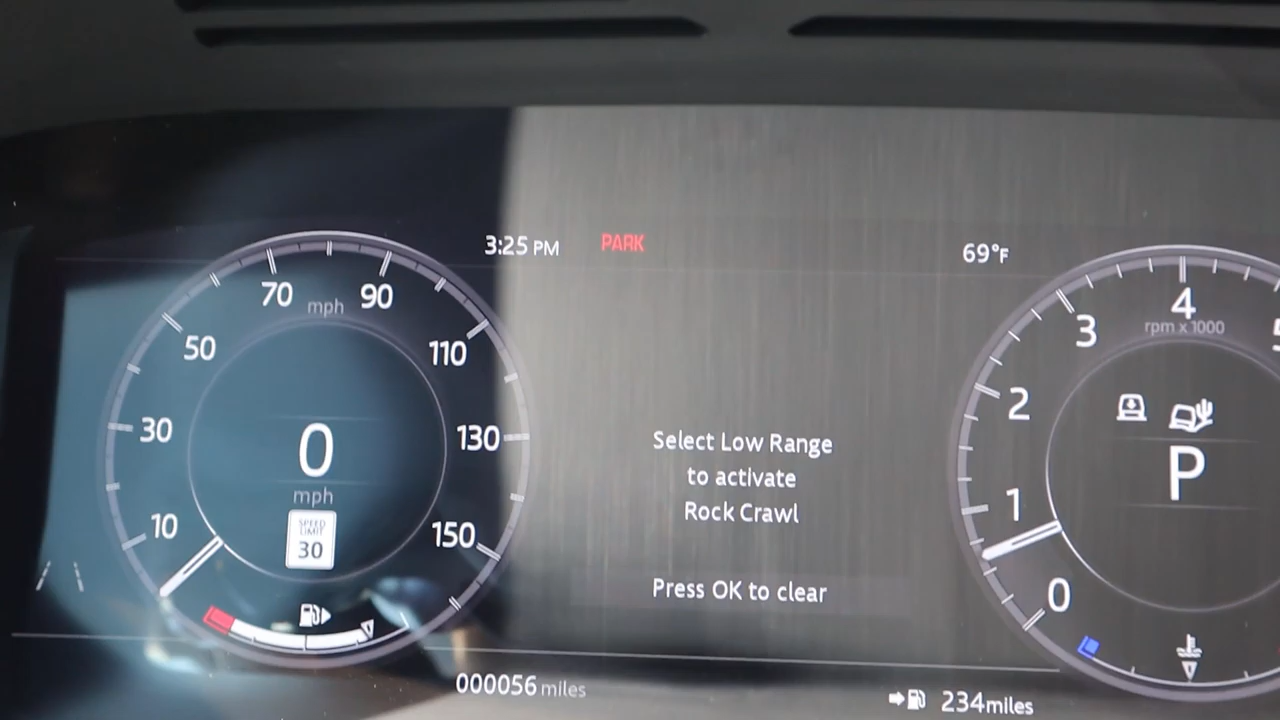 3:25 PM
PARK
69°F
10
30
50
70
mph
90
110
130
150
0
mph
SPEED
LIMIT
30
Select Low Range
to activate
Rock Crawl
Press OK to clear
0
1
2
3
4
5
rpm x 1000
P
000056 miles
234miles